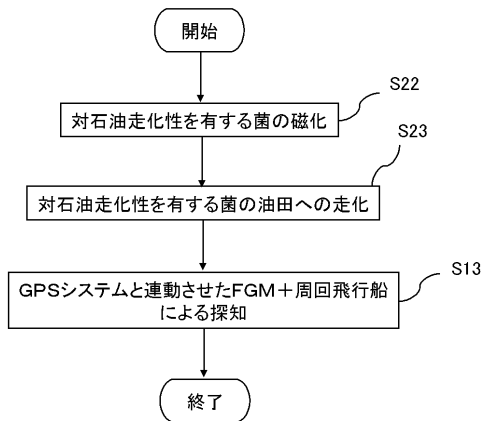 開始
S22
対石油走化性を有する菌の磁化
S23
対石油走化性を有する菌の油田への走化
S13
GPSシステムと連動させたFGM+周回飛行船
による探知
終了